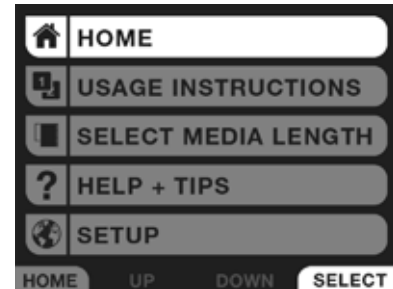 HOME
USAGE INSTRUCTIONS
SELECT MEDIA LENGTH
? HELP + TIPS
SETUP
HOME UP DOWN SELECT